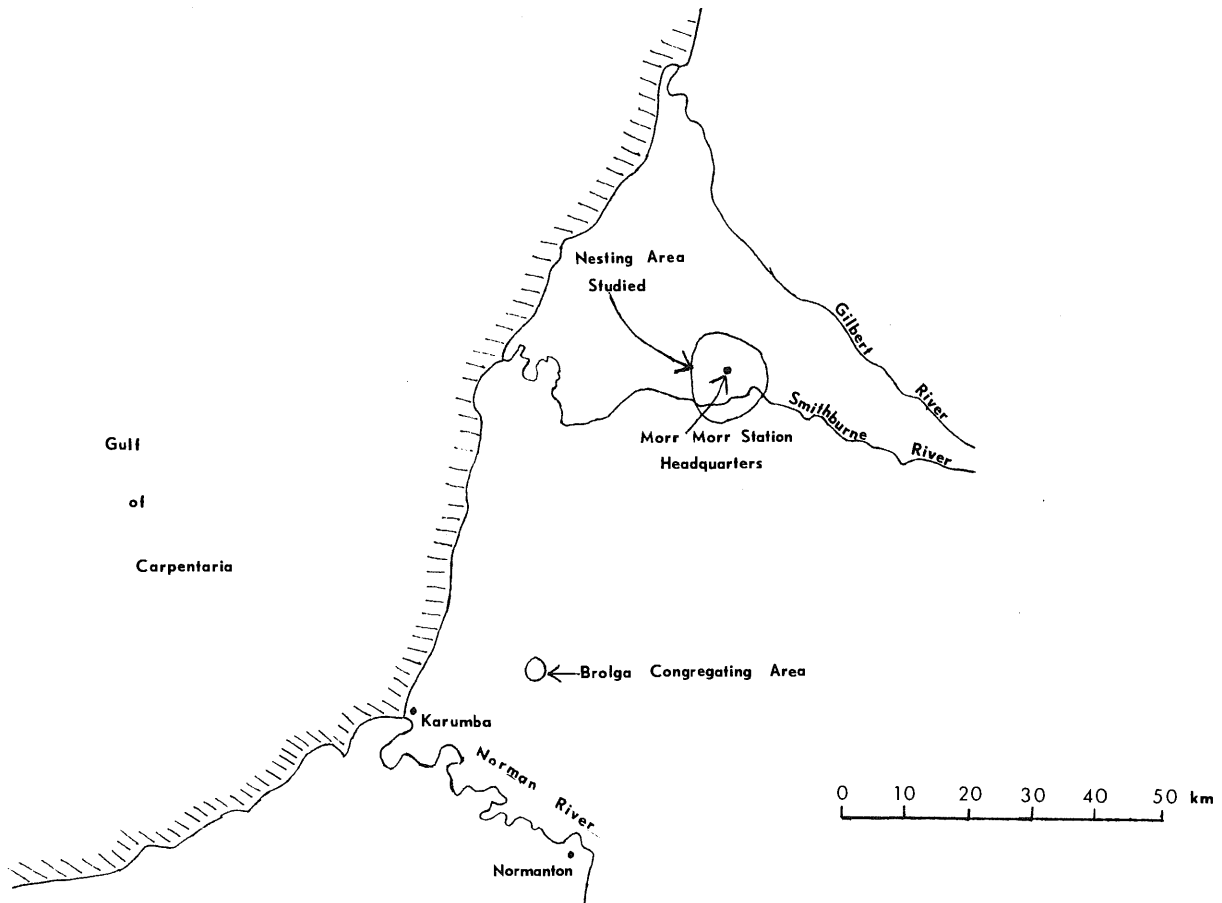 Nesting Area
Studied
Gilbert River
Smithburne River
Morr Morr Station
Headquarters
Gulf
of
Carpentaria
Brolga Congregating Area
Karumba
Norman River
0 10 20 30 40 50 km
Normanton